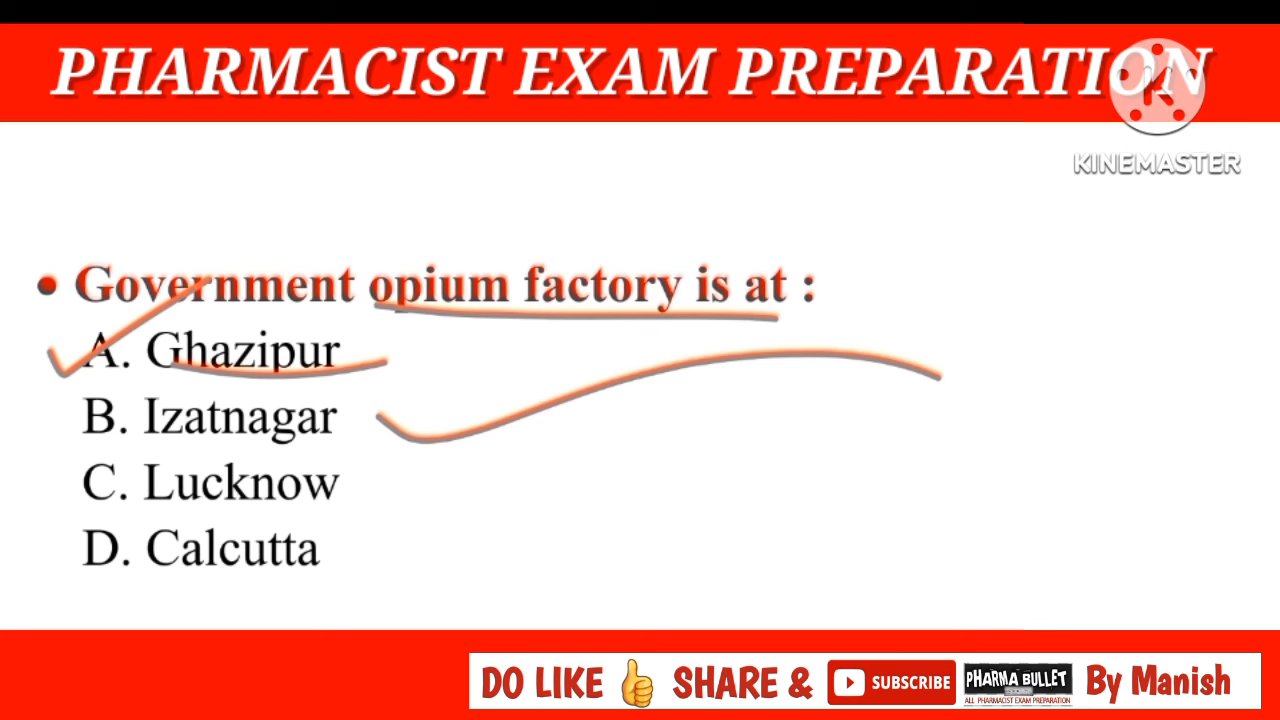 PHARMACIST EXAM PREPARATION
KINEMASTER
• Government opium factory is at :
A. Ghazipur
B. Izatnagar
C. Lucknow
D. Calcutta
DO LIKE 👍 SHARE & SUBSCRIBE PHARMA BULLET By Manish
ALL PHARMACIST EXAM PREPARATION